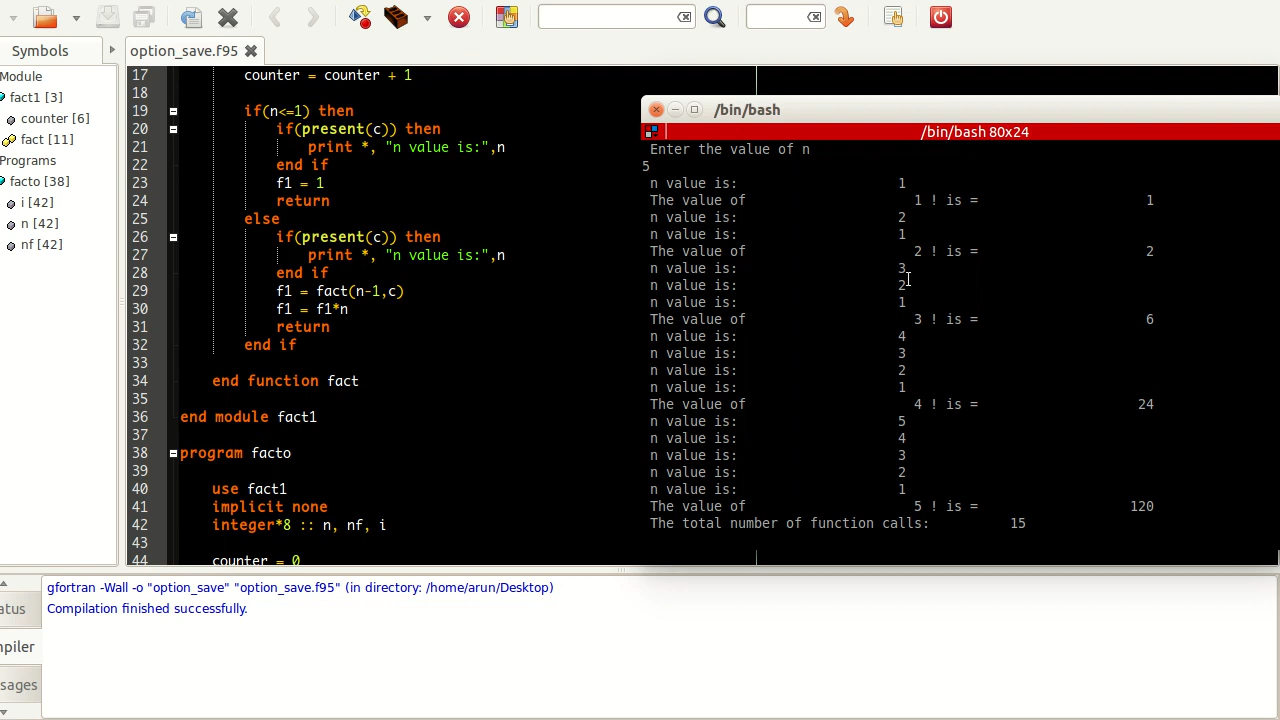 Symbols
option_save.f95
Module
fact1 [3]
counter [6]
fact [11]
Programs
facto [38]
i [42]
n [42]
nf [42]
17 counter = counter + 1
18
19 if(n<=1) then
20 if(present(c)) then
21 print *, "n value is:",n
22 end if
23 f1 = 1
24 return
25 else
26 if(present(c)) then
27 print *, "n value is:",n
28 end if
29 f1 = fact(n-1,c)
30 f1 = f1*n
31 return
32 end if
33
34 end function fact
35
36 end module fact1
37
38 program facto
39
40 use fact1
41 implicit none
42 integer*8 :: n, nf, i
43
44 counter = 0
/bin/bash
/bin/bash 80x24
Enter the value of n
5
n value is: 1
The value of 1 ! is = 1
n value is: 2
n value is: 1
The value of 2 ! is = 2
n value is: 3
n value is: 2
n value is: 1
The value of 3 ! is = 6
n value is: 4
n value is: 3
n value is: 2
n value is: 1
The value of 4 ! is = 24
n value is: 5
n value is: 4
n value is: 3
n value is: 2
n value is: 1
The value of 5 ! is = 120
The total number of function calls: 15
atus
mpiler
sages
gfortran -Wall -o "option_save" "option_save.f95" (in directory: /home/arun/Desktop)
Compilation finished successfully.